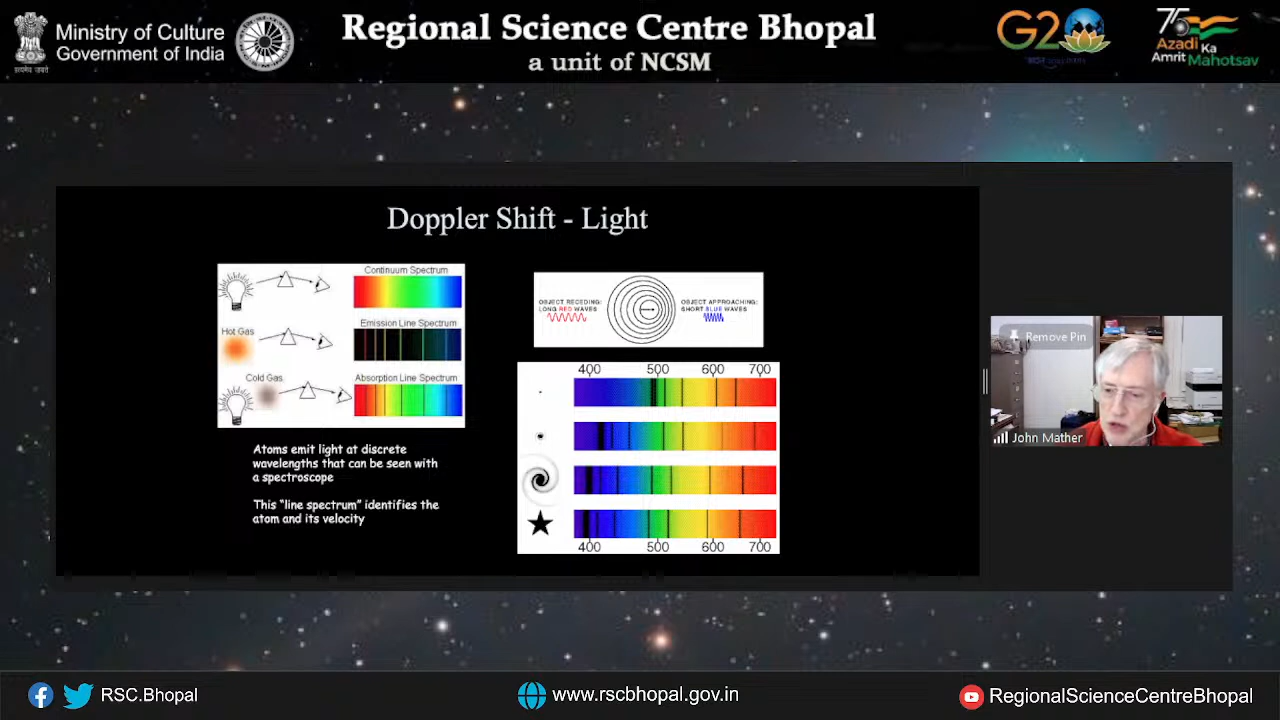 Ministry of Culture
Government of India
सत्यमेव जयते
Regional Science Centre Bhopal
a unit of NCSM
G20
75
Azadi Ka
Amrit Mahotsav
Doppler Shift - Light
Continuum Spectrum
Hot Gas
Emission Line Spectrum
Cold Gas
Absorption Line Spectrum
Atoms emit light at discrete
wavelengths that can be seen with
a spectroscope
This “line spectrum” identifies the
atom and its velocity
OBJECT RECEDING:
LONG RED WAVES
OBJECT APPROACHING:
SHORT BLUE WAVES
400 500 600 700
400 500 600 700
Remove Pin
John Mather
RSC.Bhopal
www.rscbhopal.gov.in
RegionalScienceCentreBhopal